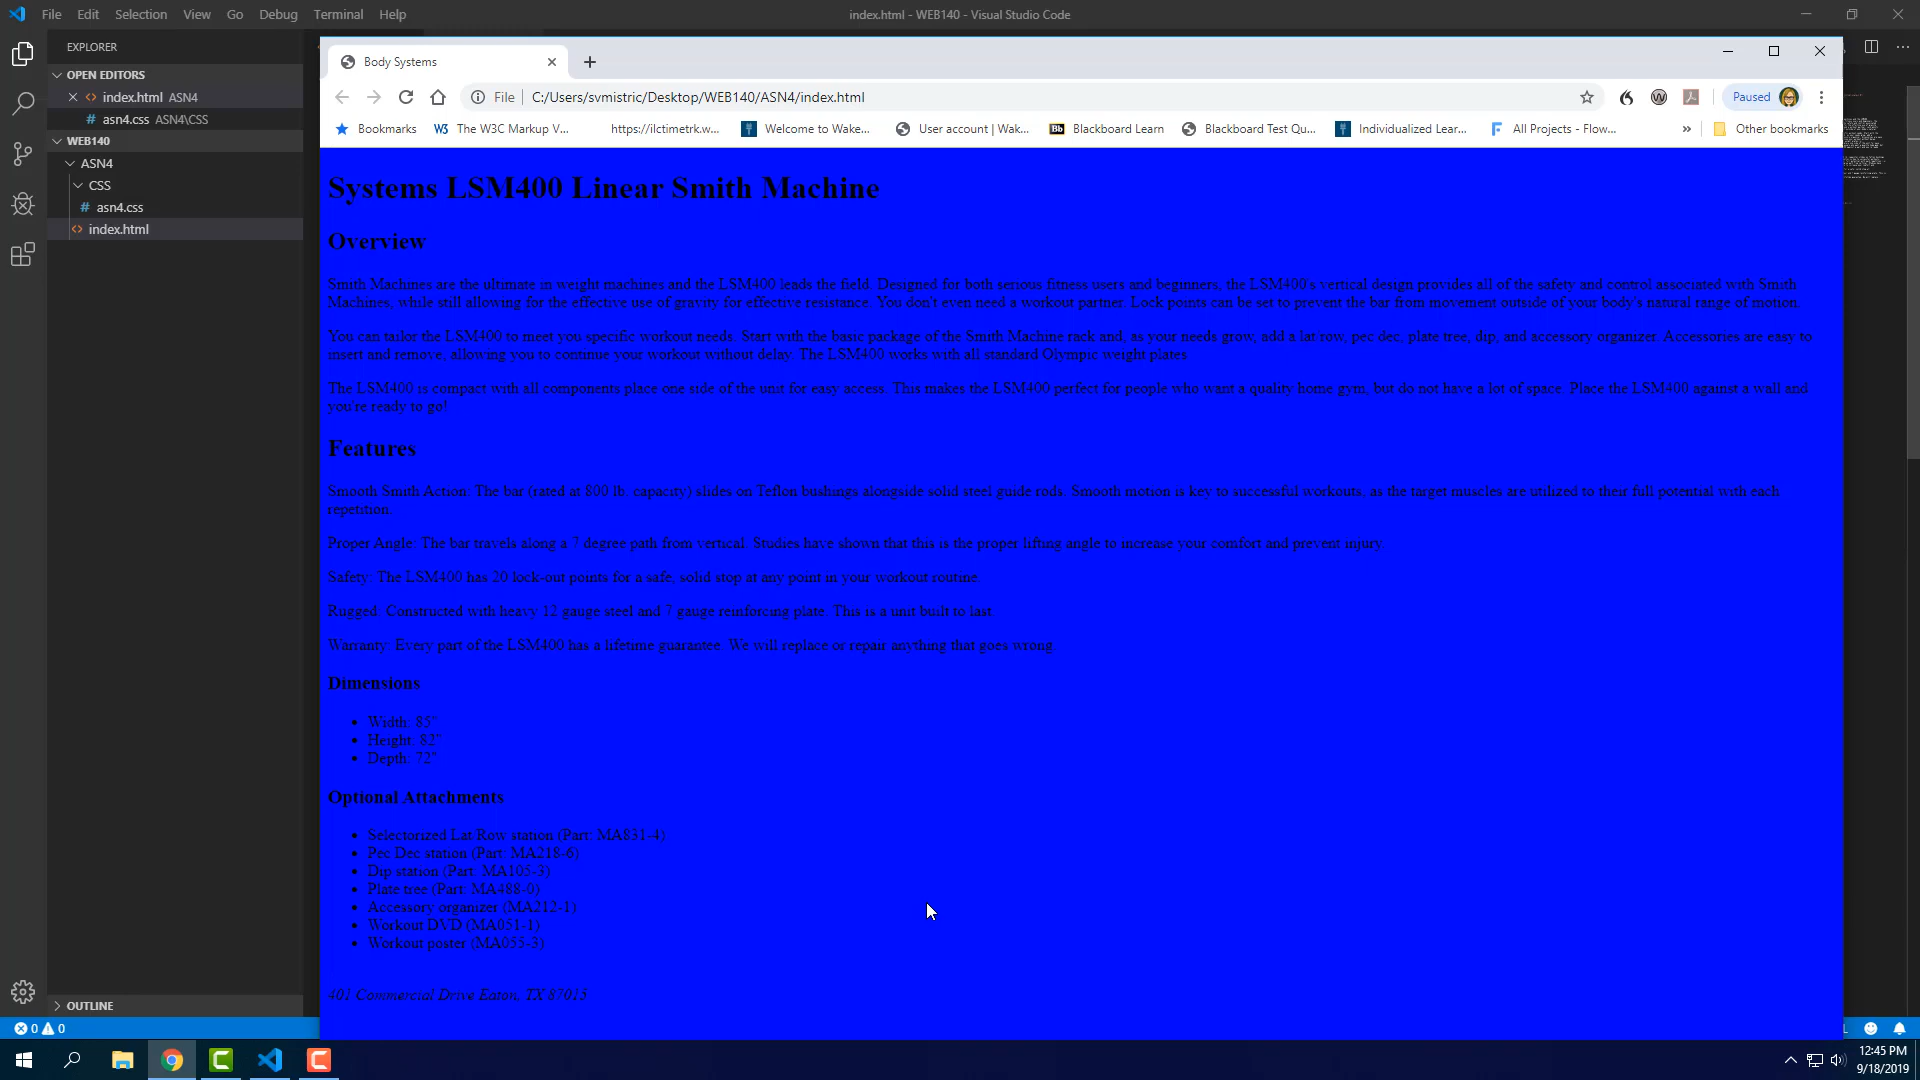 File Edit Selection View Go Debug Terminal Help
index.html - WEB140 - Visual Studio Code
EXPLORER
OPEN EDITORS
index.html ASN4
asn4.css ASN4\CSS
WEB140
ASN4
CSS
asn4.css
index.html
OUTLINE
0 0
Body Systems
File C:/Users/svmistric/Desktop/WEB140/ASN4/index.html
Paused
Bookmarks The W3C Markup V... https://ilctimetrk.w... Welcome to Wake... User account | Wak... Blackboard Learn Blackboard Test Qu... Individualized Lear... All Projects - Flow... » Other bookmarks
Systems LSM400 Linear Smith Machine
Overview
Smith Machines are the ultimate in weight machines and the LSM400 leads the field. Designed for both serious fitness users and beginners, the LSM400's vertical design provides all of the safety and control associated with Smith
Machines, while still allowing for the effective use of gravity for effective resistance. You don't even need a workout partner. Lock points can be set to prevent the bar from movement outside of your body's natural range of motion.
You can tailor the LSM400 to meet you specific workout needs. Start with the basic package of the Smith Machine rack and, as your needs grow, add a lat row, pec dec, plate tree, dip, and accessory organizer. Accessories are easy to
insert and remove, allowing you to continue your workout without delay. The LSM400 works with all standard Olympic weight plates
The LSM400 is compact with all components place one side of the unit for easy access. This makes the LSM400 perfect for people who want a quality home gym, but do not have a lot of space. Place the LSM400 against a wall and
you're ready to go!
Features
Smooth Smith Action: The bar (rated at 800 lb. capacity) slides on Teflon bushings alongside solid steel guide rods. Smooth motion is key to successful workouts, as the target muscles are utilized to their full potential with each
repetition.
Proper Angle: The bar travels along a 7 degree path from vertical. Studies have shown that this is the proper lifting angle to increase your comfort and prevent injury.
Safety: The LSM400 has 20 lock-out points for a safe, solid stop at any point in your workout routine.
Rugged: Constructed with heavy 12 gauge steel and 7 gauge reinforcing plate. This is a unit built to last.
Warranty: Every part of the LSM400 has a lifetime guarantee. We will replace or repair anything that goes wrong.
Dimensions
• Width: 85"
• Height: 82"
• Depth: 72"
Optional Attachments
• Selectorized Lat/Row station (Part: MA831-4)
• Pec Dec station (Part: MA218-6)
• Dip station (Part: MA105-3)
• Plate tree (Part: MA488-0)
• Accessory organizer (MA212-1)
• Workout DVD (MA051-1)
• Workout poster (MA055-3)
401 Commercial Drive Eaton, TX 87015
12:45 PM
9/18/2019